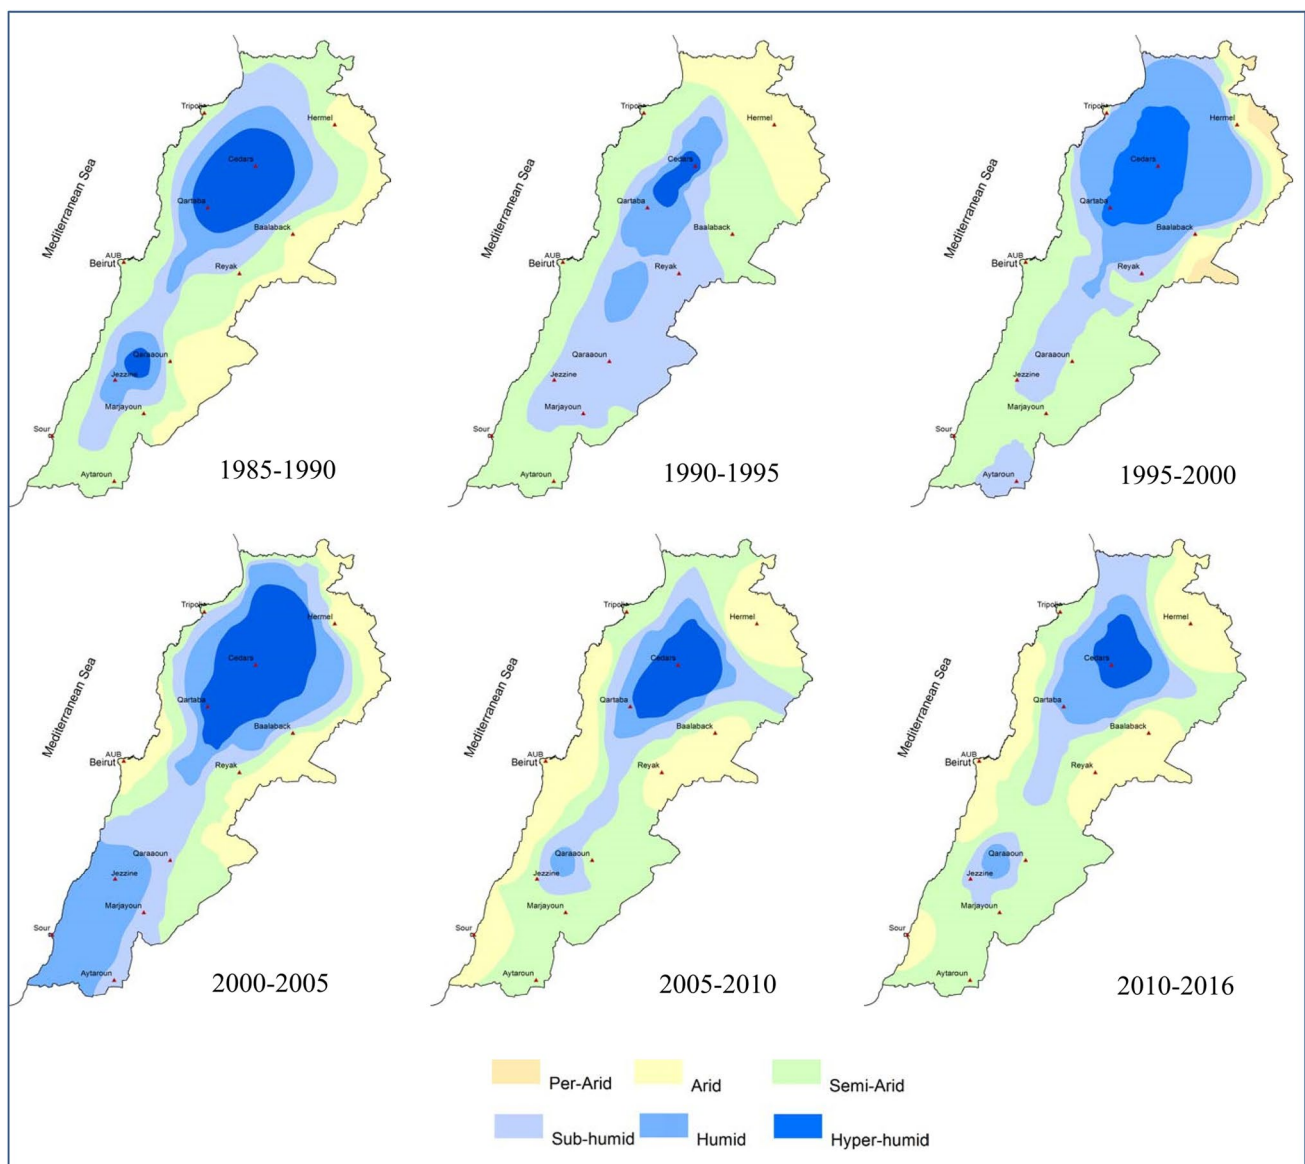 Tripoli
Hermel
Cedars
Mediterranean Sea
Qartaba
Baalaback
AUB
Beirut
Reyak
Qaraaoun
Jezzine
Marjayoun
Sour
Aytaroun
1985-1990
Tripoli
Hermel
Cedars
Mediterranean Sea
Qartaba
Baalaback
AUB
Beirut
Reyak
Qaraaoun
Jezzine
Marjayoun
Sour
Aytaroun
1990-1995
Tripoli
Hermel
Cedars
Mediterranean Sea
Qartaba
Baalaback
AUB
Beirut
Reyak
Qaraaoun
Jezzine
Marjayoun
Sour
Aytaroun
1995-2000
Tripoli
Hermel
Cedars
Mediterranean Sea
Qartaba
Baalaback
AUB
Beirut
Reyak
Qaraaoun
Jezzine
Marjayoun
Sour
Aytaroun
2000-2005
Tripoli
Hermel
Cedars
Mediterranean Sea
Qartaba
Baalaback
AUB
Beirut
Reyak
Qaraaoun
Jezzine
Marjayoun
Sour
Aytaroun
2005-2010
Tripoli
Hermel
Cedars
Mediterranean Sea
Qartaba
Baalaback
AUB
Beirut
Reyak
Qaraaoun
Jezzine
Marjayoun
Sour
Aytaroun
2010-2016
Per-Arid
Arid
Semi-Arid
Sub-humid
Humid
Hyper-humid